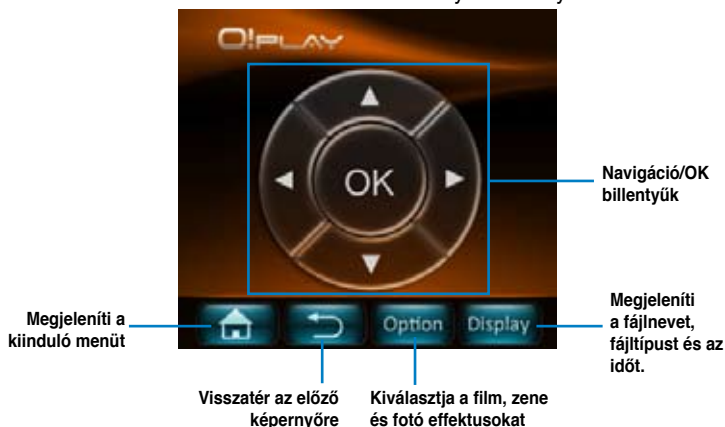 O!PLAY
OK
Navigáció/OK
billentyűk
Megjeleníti a
kiinduló menüt
Option
Display
Megjeleníti
a fájlnevet,
fájltípust és az
időt.
Visszatér az előző
képernyőre
Kiválasztja a film, zene
és fotó effektusokat